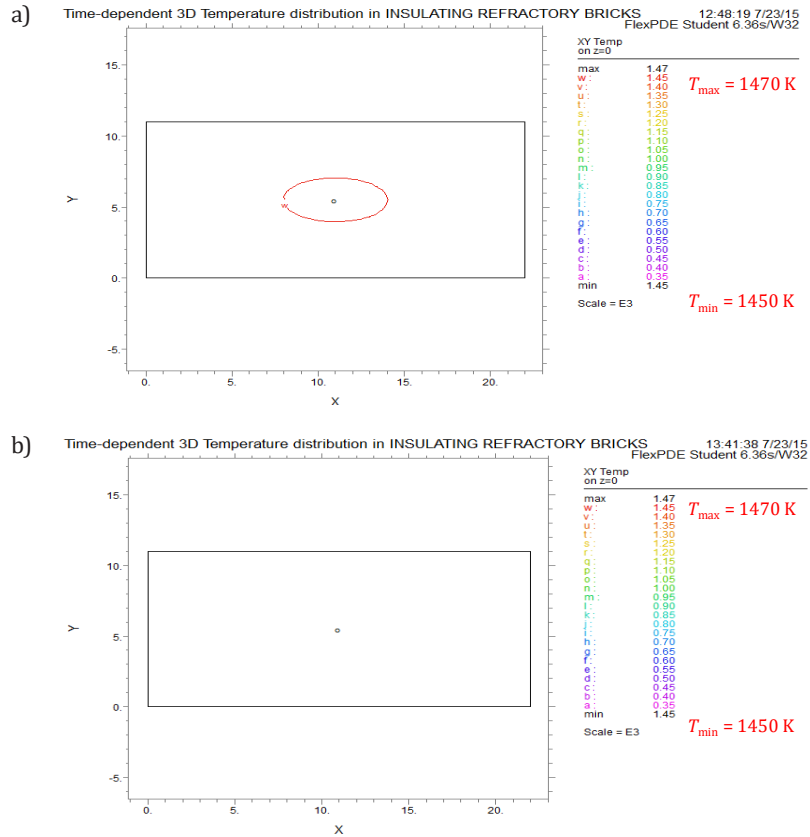 a)
Time-dependent 3D Temperature distribution in INSULATING REFRACTORY BRICKS 12:48:19 7/23/15
FlexPDE Student 6.36s/W32
XY Temp
on z=0
max 1.47
w : 1.45
v : 1.40
u : 1.35
t : 1.30
s : 1.25
r : 1.20
q : 1.15
p : 1.10
o : 1.05
n : 1.00
m : 0.95
l : 0.90
k : 0.85
j : 0.80
i : 0.75
h : 0.70
g : 0.65
f : 0.60
e : 0.55
d : 0.50
c : 0.45
b : 0.40
a : 0.35
min 1.45
Scale = E3
Tmax = 1470 K
Tmin = 1450 K
15.
10.
5.
0.
-5.
Y
w
0. 5. 10. 15. 20.
X
b)
Time-dependent 3D Temperature distribution in INSULATING REFRACTORY BRICKS 13:41:38 7/23/15
FlexPDE Student 6.36s/W32
XY Temp
on z=0
max 1.47
w : 1.45
v : 1.40
u : 1.35
t : 1.30
s : 1.25
r : 1.20
q : 1.15
p : 1.10
o : 1.05
n : 1.00
m : 0.95
l : 0.90
k : 0.85
j : 0.80
i : 0.75
h : 0.70
g : 0.65
f : 0.60
e : 0.55
d : 0.50
c : 0.45
b : 0.40
a : 0.35
min 1.45
Scale = E3
Tmax = 1470 K
Tmin = 1450 K
15.
10.
5.
0.
-5.
Y
0. 5. 10. 15. 20.
X